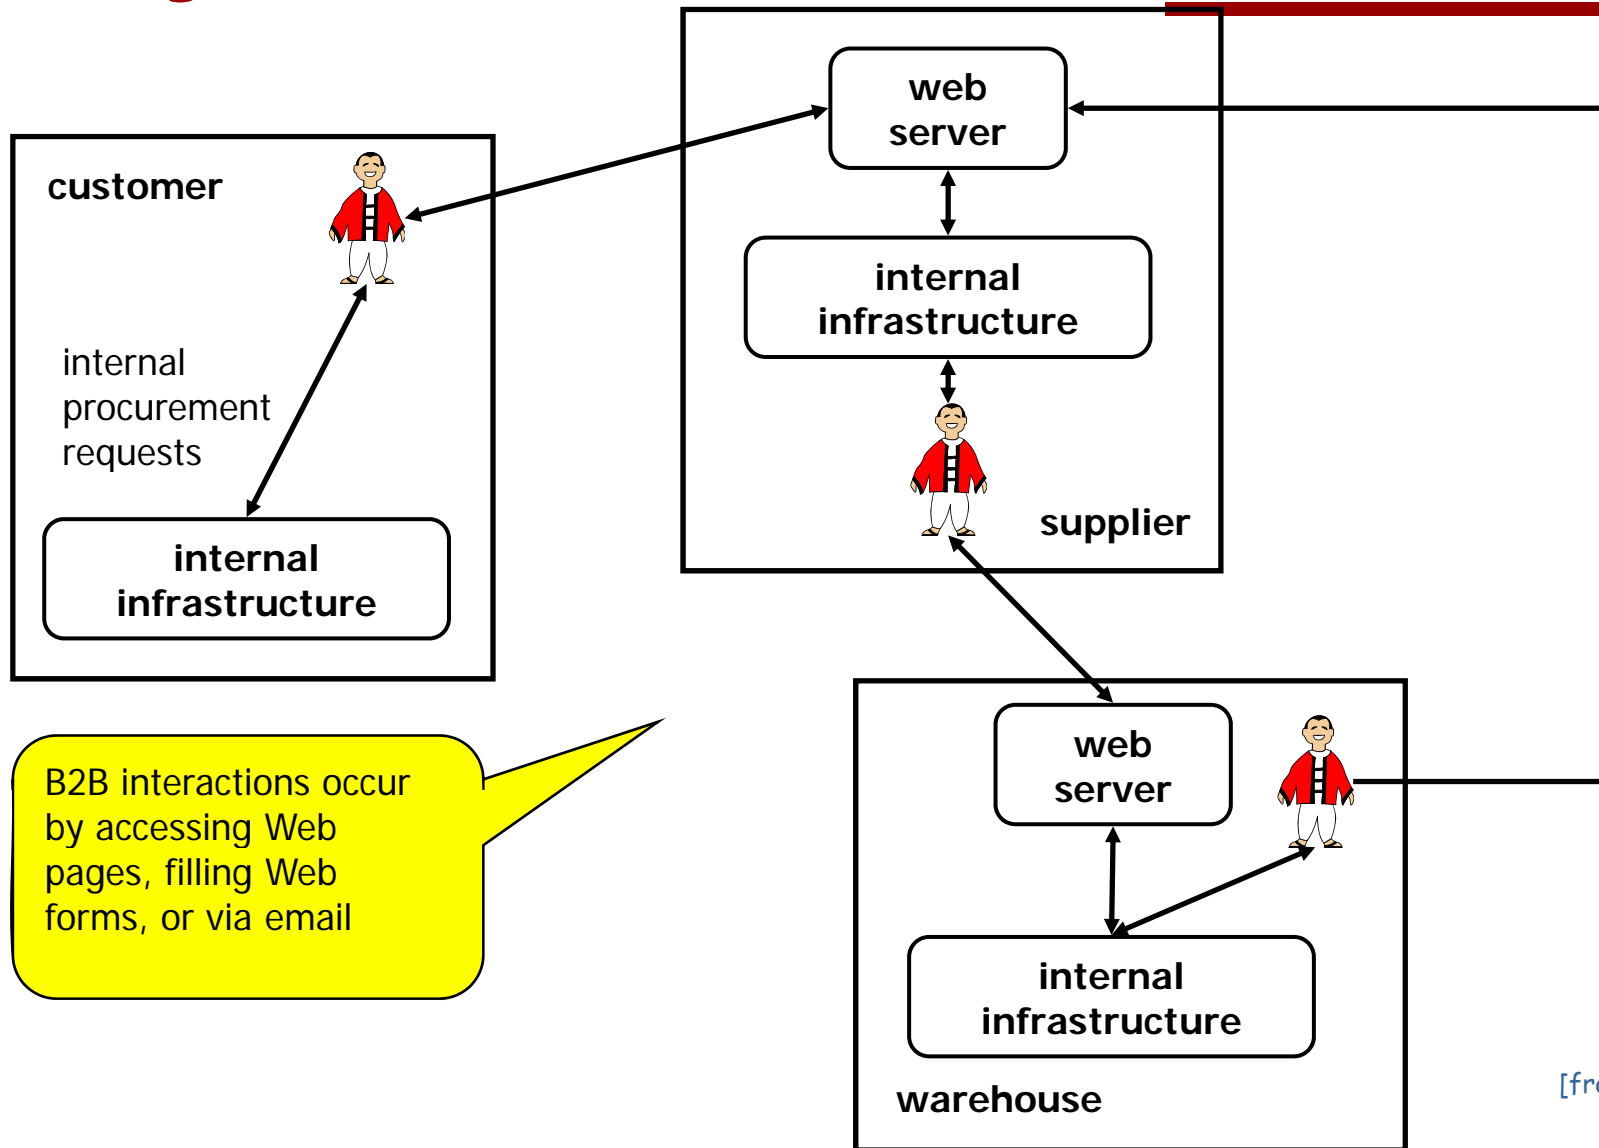 web
server
customer
internal
infrastructure
internal
procurement
requests
supplier
internal
infrastructure
web
server
B2B interactions occur
by accessing Web
pages, filling Web
forms, or via email
internal
infrastructure
warehouse